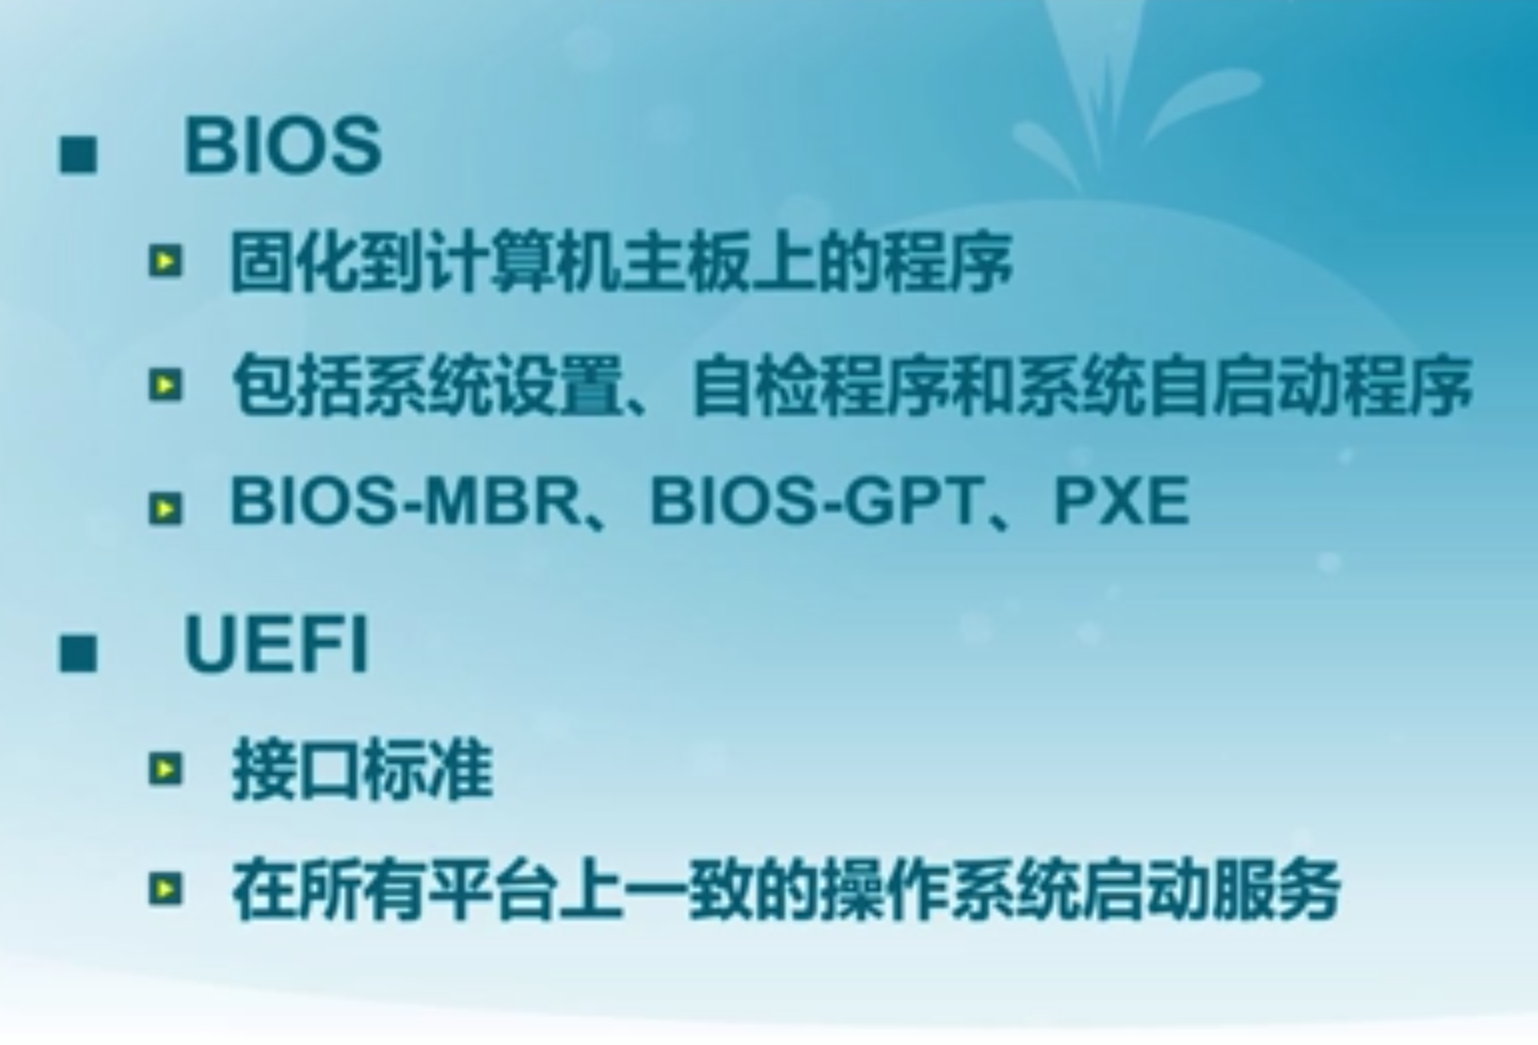 BIOS
固化到计算机主板上的程序
包括系统设置、自检程序和系统自启动程序
BIOS-MBR、BIOS-GPT、PXE
UEFI
接口标准
在所有平台上一致的操作系统启动服务